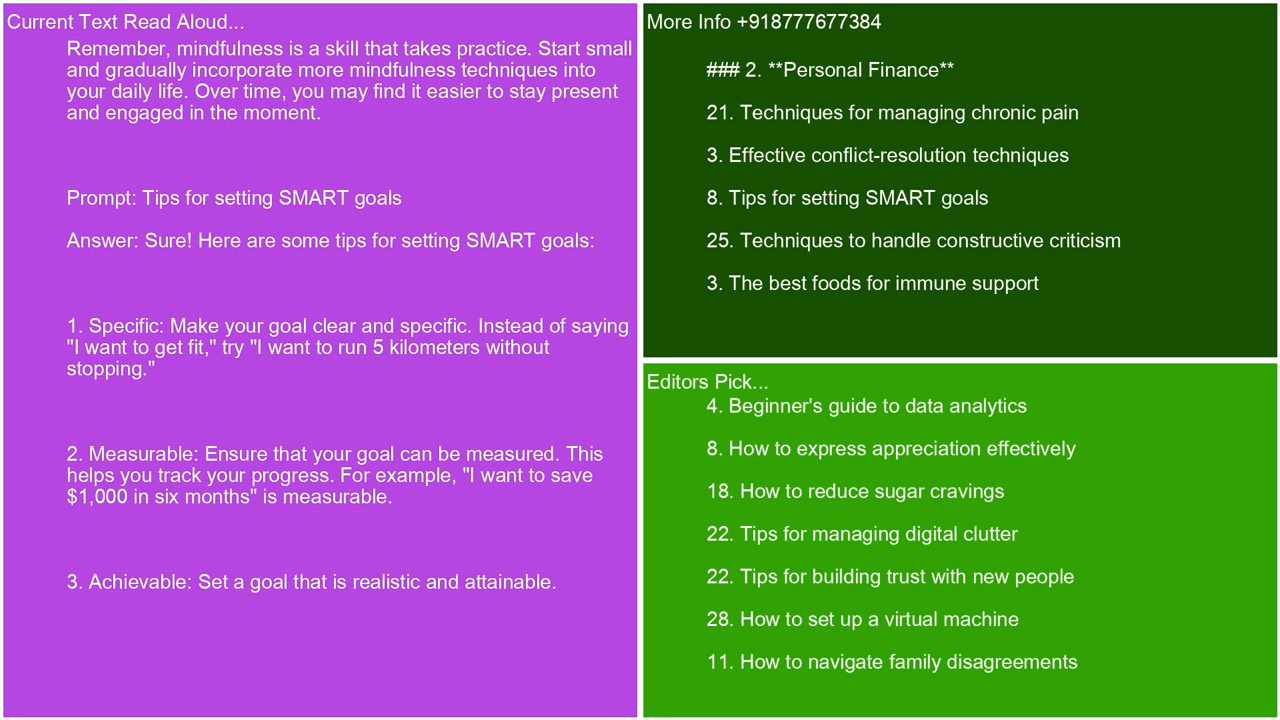 Current Text Read Aloud...
Remember, mindfulness is a skill that takes practice. Start small
and gradually incorporate more mindfulness techniques into
your daily life. Over time, you may find it easier to stay present
and engaged in the moment.
Prompt: Tips for setting SMART goals
Answer: Sure! Here are some tips for setting SMART goals:
1. Specific: Make your goal clear and specific. Instead of saying
"I want to get fit," try "I want to run 5 kilometers without
stopping."
2. Measurable: Ensure that your goal can be measured. This
helps you track your progress. For example, "I want to save
$1,000 in six months" is measurable.
3. Achievable: Set a goal that is realistic and attainable.
More Info +918777677384
### 2. **Personal Finance**
21. Techniques for managing chronic pain
3. Effective conflict-resolution techniques
8. Tips for setting SMART goals
25. Techniques to handle constructive criticism
3. The best foods for immune support
Editors Pick...
4. Beginner's guide to data analytics
8. How to express appreciation effectively
18. How to reduce sugar cravings
22. Tips for managing digital clutter
22. Tips for building trust with new people
28. How to set up a virtual machine
11. How to navigate family disagreements